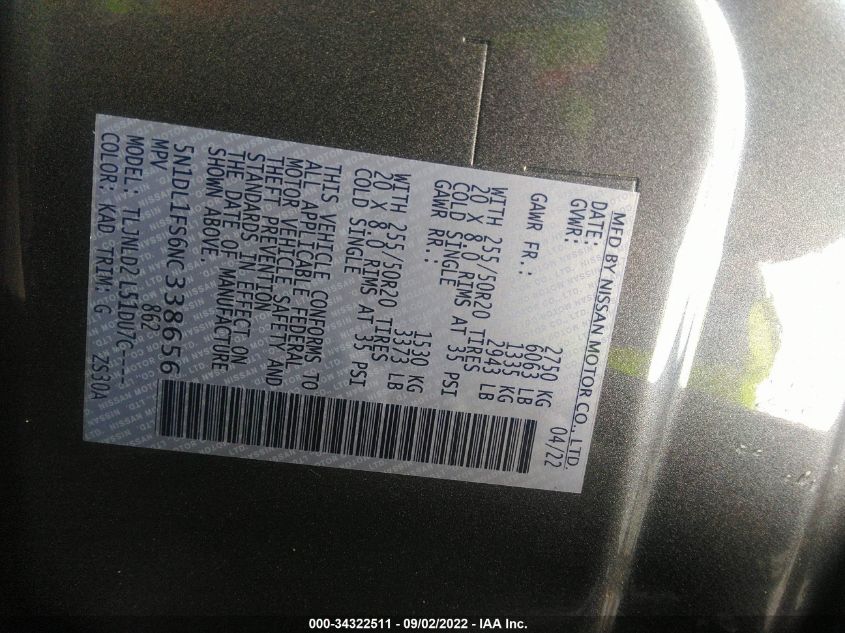 MFD BY NISSAN MOTOR CO., LTD.
DATE: 04/22
GVWR: 2750 KG
6063 LB
GAWR FR.: 1335 KG
2943 LB
WITH 255/50R20 TIRES
20 X 8.0 RIMS AT 35 PSI
COLD SINGLE
GAWR RR.: 1530 KG
3373 LB
WITH 255/50R20 TIRES
20 X 8.0 RIMS AT 35 PSI
COLD SINGLE
THIS VEHICLE CONFORMS TO
ALL APPLICABLE FEDERAL
MOTOR VEHICLE SAFETY AND
THEFT PREVENTION
STANDARDS IN EFFECT ON
THE DATE OF MANUFACTURE
SHOWN ABOVE.
5N1DL1FS6NC338656
MPV 862
MODEL: TLJNLD2 L51DU7C----
COLOR: KAD TRIM: G ZS30A
000-34322511 - 09/02/2022 - IAA Inc.